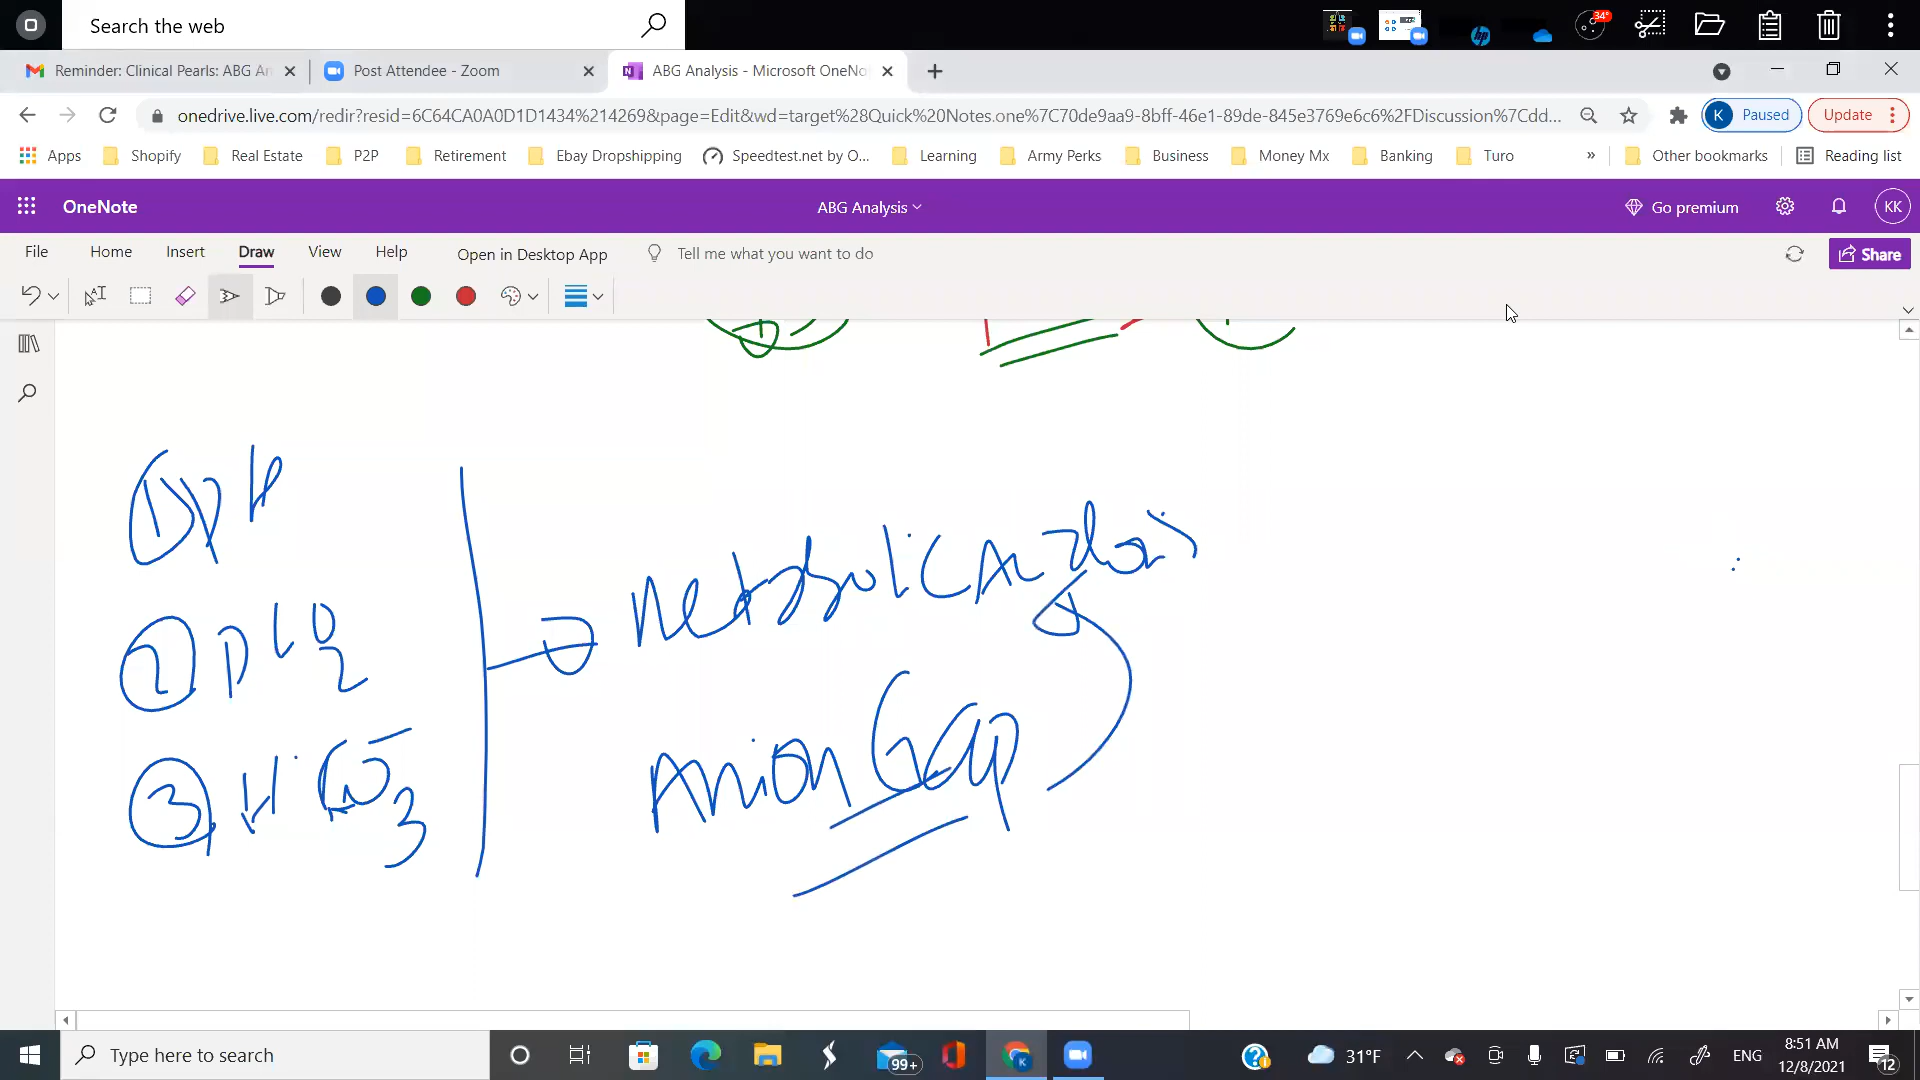 Search the web
34°
Reminder: Clinical Pearls: ABG An
Post Attendee - Zoom
ABG Analysis - Microsoft OneNo
onedrive.live.com/redir?resid=6C64CA0A0D1D1434%214269&page=Edit&wd=target%28Quick%20Notes.one%7C70de9aa9-8bff-46e1-89de-845e3769e6c6%2FDiscussion%7Cdd...
K Paused
Update
Apps Shopify Real Estate P2P Retirement Ebay Dropshipping Speedtest.net by O... Learning Army Perks Business Money Mx Banking Turo » Other bookmarks Reading list
OneNote
ABG Analysis
Go premium
KK
File Home Insert Draw View Help Open in Desktop App Tell me what you want to do
Share
① pH
② pCO2
③ HCO3-
Metabolic Acidosis
Anion Gap
Type here to search
99+
31°F
ENG
8:51 AM
12/8/2021
12